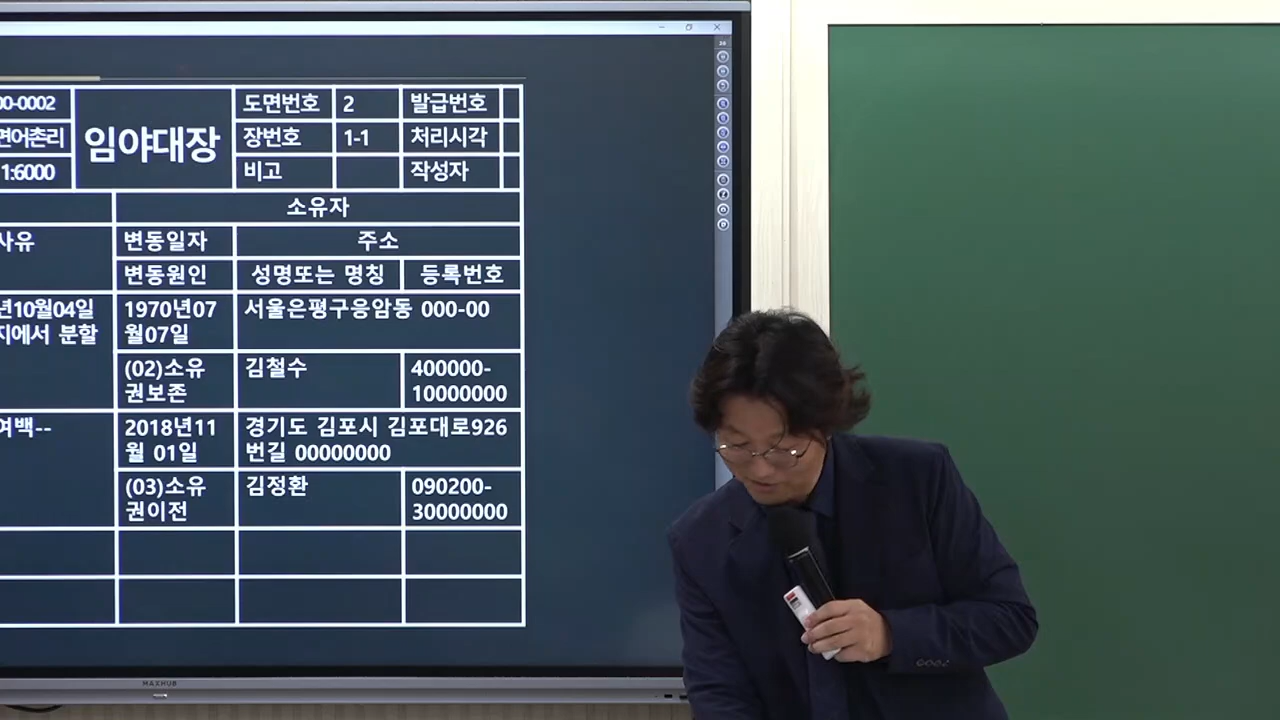 00-0002
임야대장
도면번호 2 발급번호
면어촌리
장번호 1-1 처리시각
1:6000
비고 작성자
소유자
사유 변동일자 주소
변동원인 성명또는 명칭 등록번호
년10월04일
지에서 분할
1970년07
월07일
서울은평구응암동 000-00
(02)소유
권보존
김철수
400000-
10000000
여백--
2018년11
월 01일
경기도 김포시 김포대로926
번길 00000000
(03)소유
권이전
김정환
090200-
30000000
MAXHUB